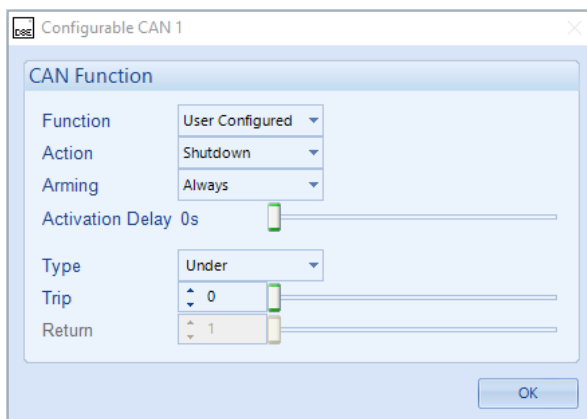 DSE Configurable CAN 1
CAN Function
Function User Configured
Action Shutdown
Arming Always
Activation Delay 0s
Type Under
Trip 0
Return 1
OK